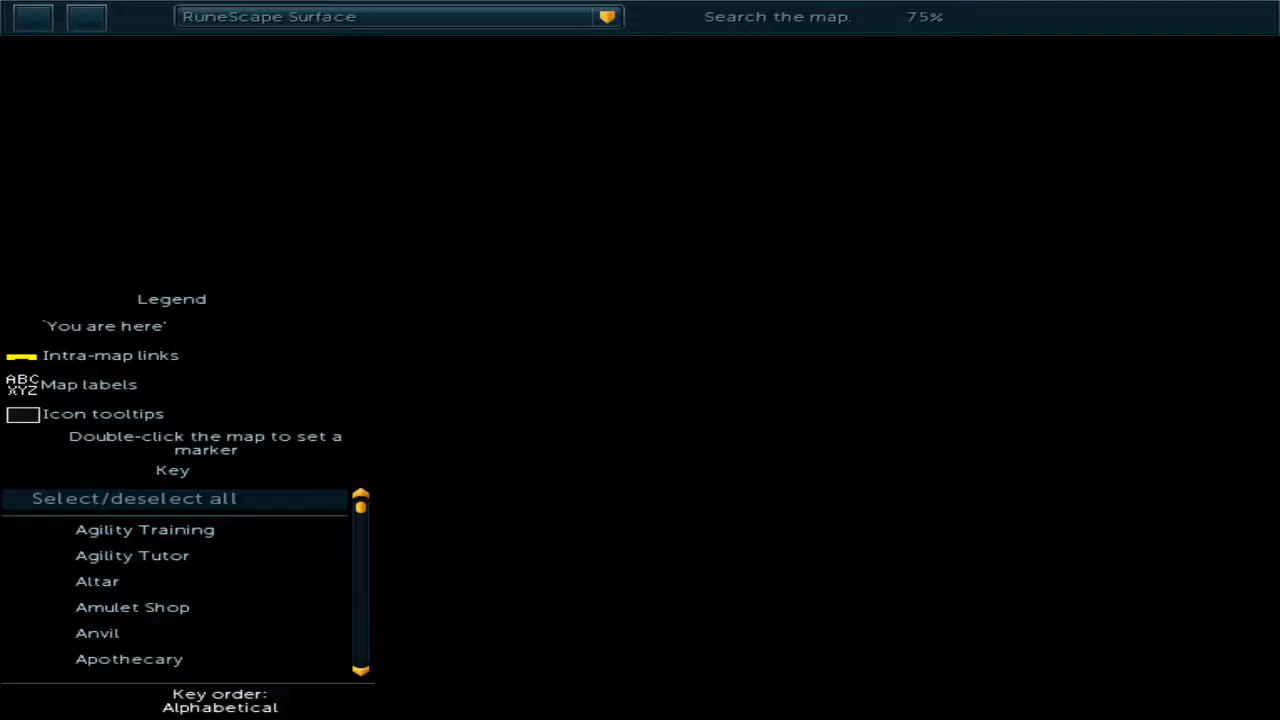 RuneScape Surface
Search the map.
75%
Legend
`You are here'
Intra-map links
ABC
XYZ
Map labels
Icon tooltips
Double-click the map to set a
marker
Key
Select/deselect all
Agility Training
Agility Tutor
Altar
Amulet Shop
Anvil
Apothecary
Key order:
Alphabetical